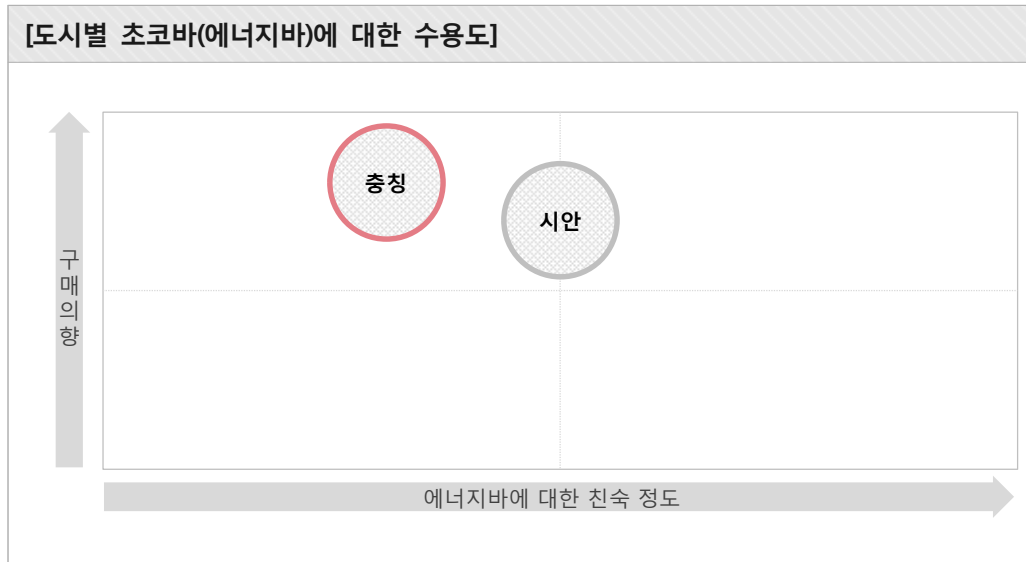 [도시별 초코바(에너지바)에 대한 수용도]
충칭
시안
구매의향
에너지바에 대한 친숙 정도